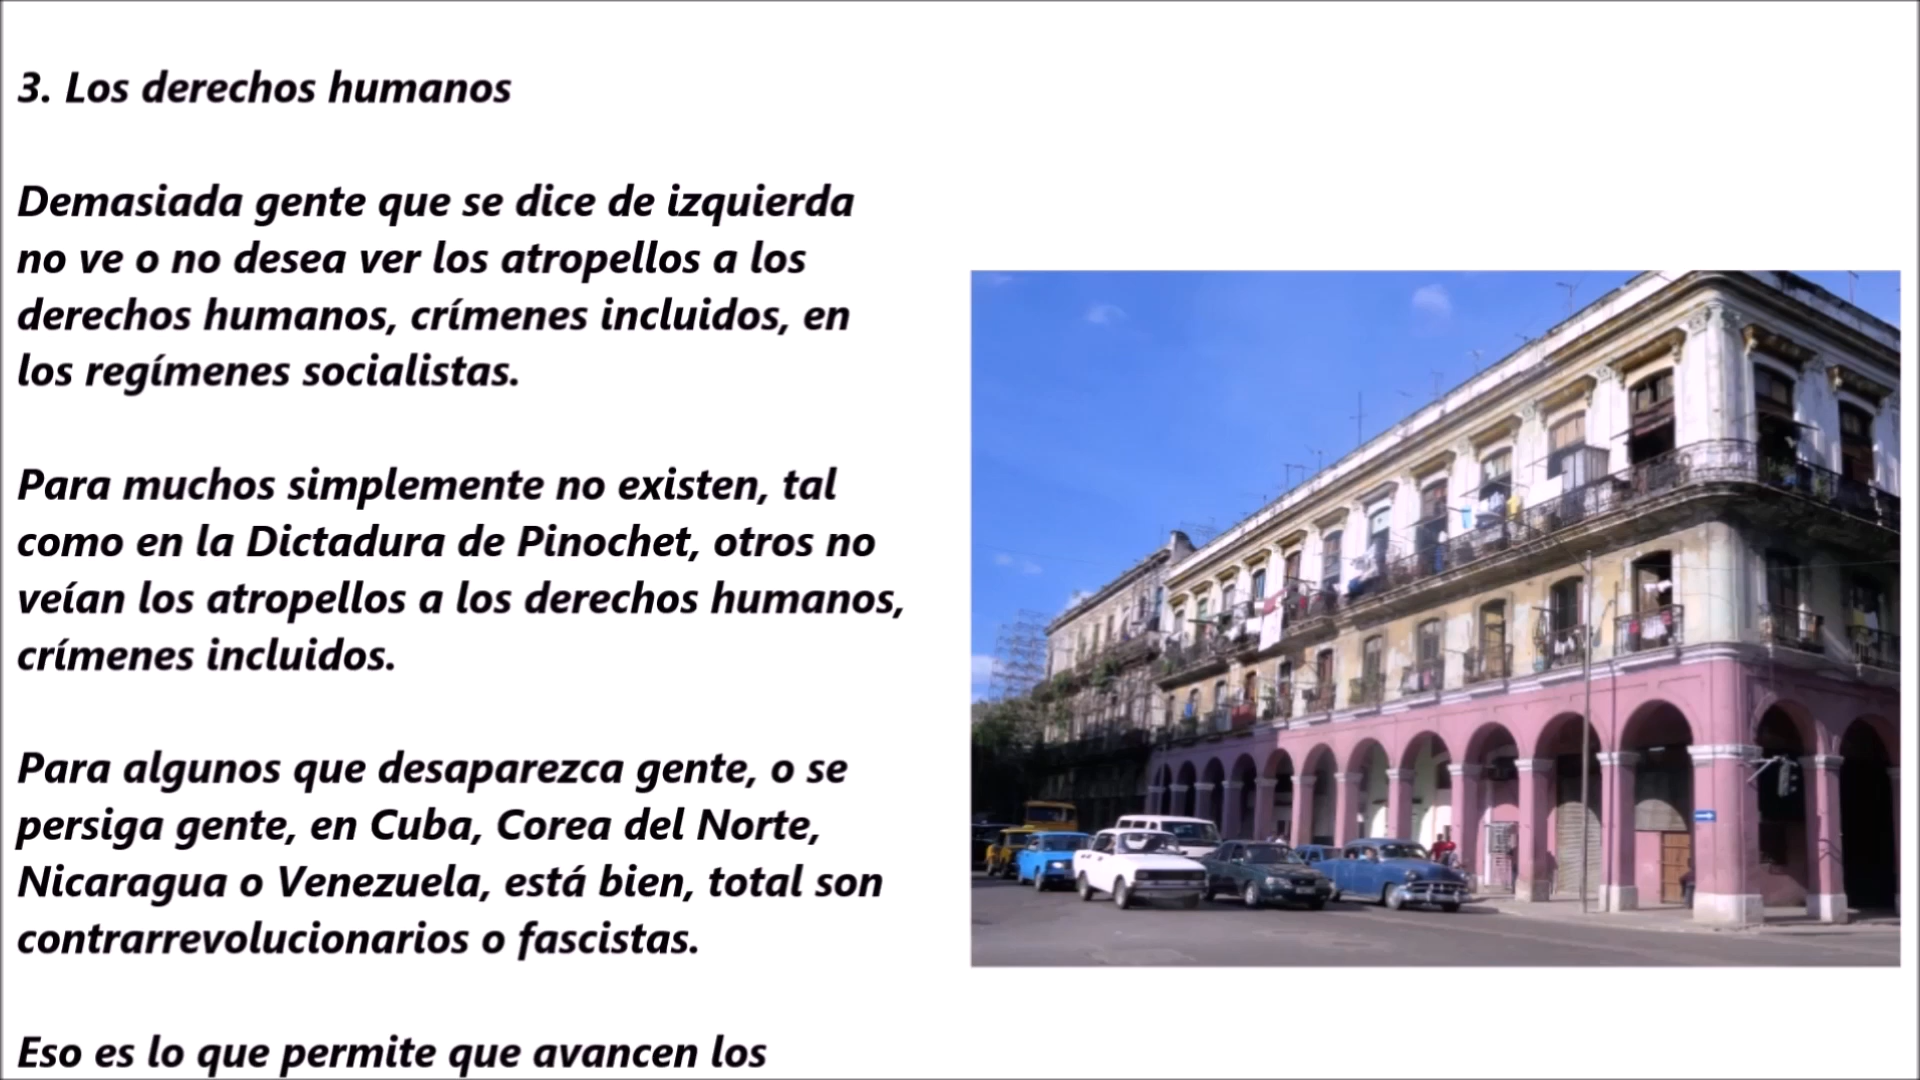 3. Los derechos humanos
Demasiada gente que se dice de izquierda
no ve o no desea ver los atropellos a los
derechos humanos, crímenes incluidos, en
los regímenes socialistas.
Para muchos simplemente no existen, tal
como en la Dictadura de Pinochet, otros no
veían los atropellos a los derechos humanos,
crímenes incluidos.
Para algunos que desaparezca gente, o se
persiga gente, en Cuba, Corea del Norte,
Nicaragua o Venezuela, está bien, total son
contrarrevolucionarios o fascistas.
Eso es lo que permite que avancen los